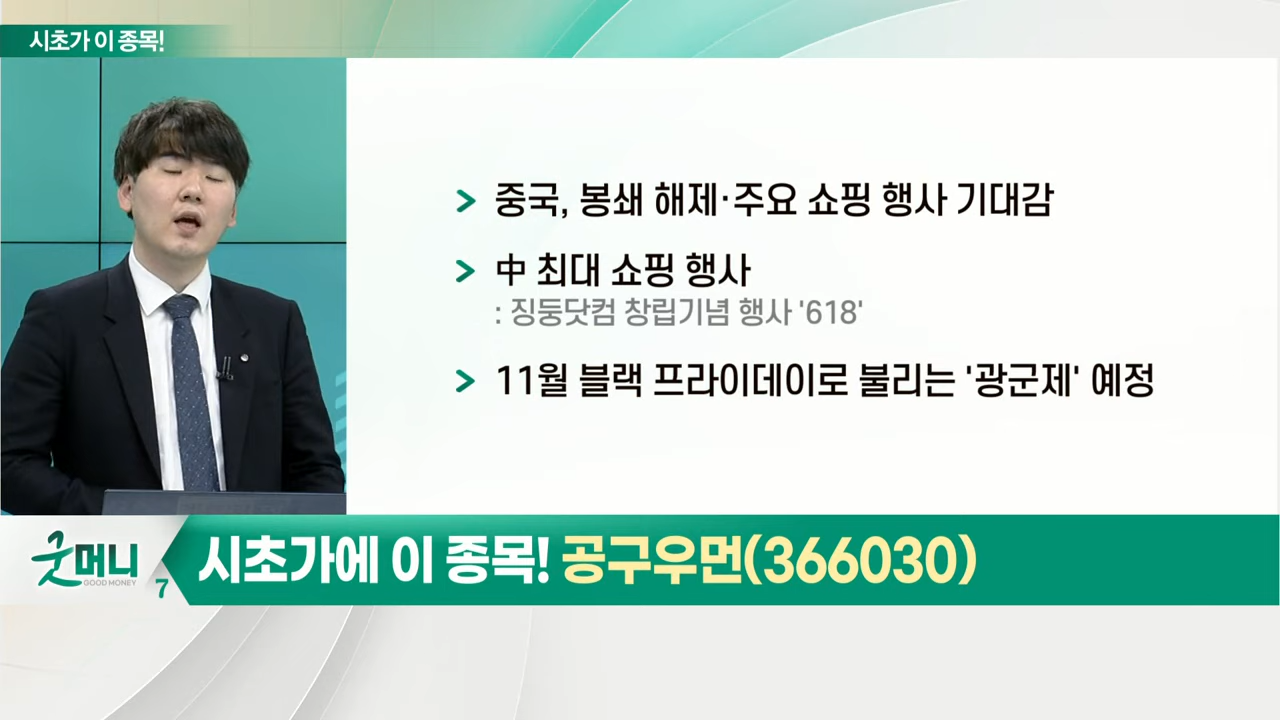 시초가 이 종목!
> 중국, 봉쇄 해제·주요 쇼핑 행사 기대감
> 中 최대 쇼핑 행사
: 징둥닷컴 창립기념 행사 '618'
> 11월 블랙 프라이데이로 불리는 '광군제' 예정
굿머니
GOOD MONEY
7
시초가에 이 종목! 공구우먼(366030)